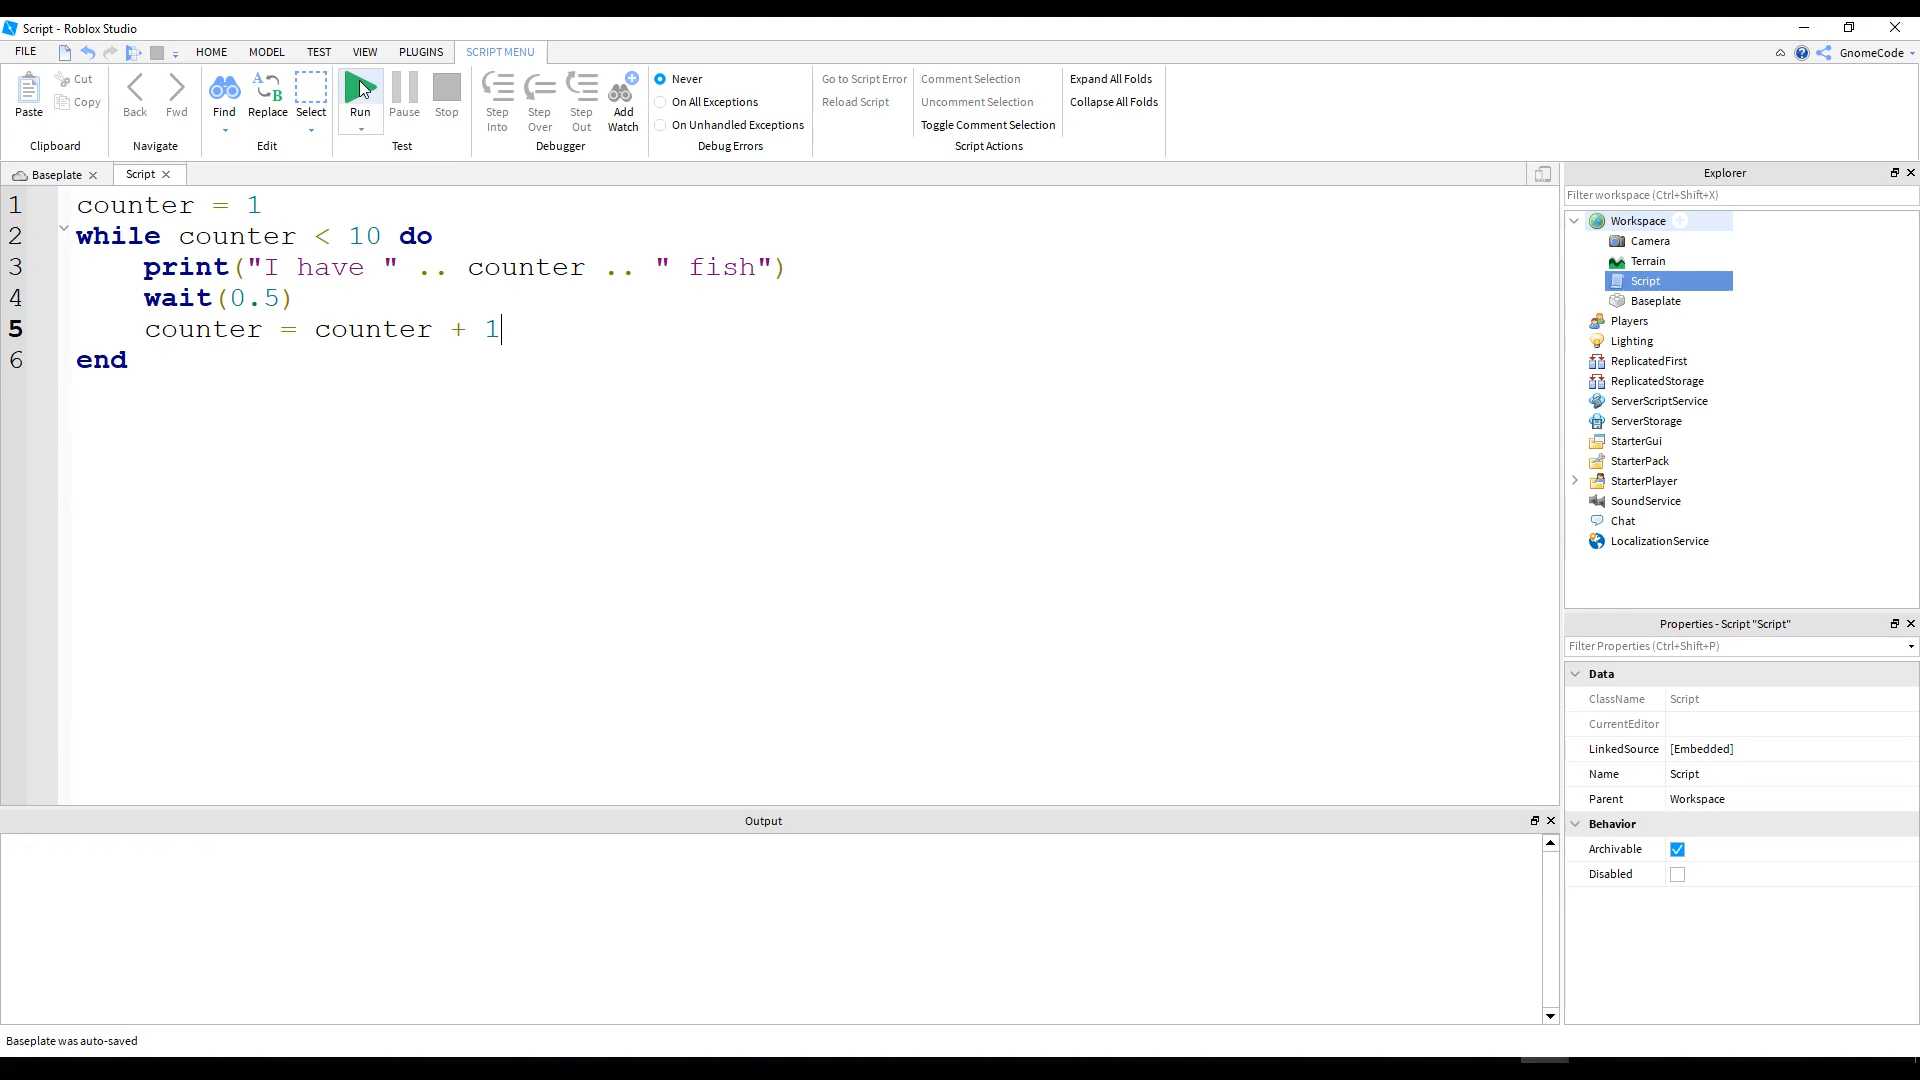 Script - Roblox Studio
FILE HOME MODEL TEST VIEW PLUGINS SCRIPT MENU GnomeCode
Paste
Cut
Copy
Clipboard
Back Fwd
Navigate
Find Replace Select
Edit
Run Pause Stop
Test
Step Into
Step Over
Step Out
Add Watch
Debugger
Never
On All Exceptions
On Unhandled Exceptions
Debug Errors
Go to Script Error
Reload Script
Comment Selection
Uncomment Selection
Toggle Comment Selection
Expand All Folds
Collapse All Folds
Script Actions
Baseplate Script
1 counter = 1
2 while counter < 10 do
3 print("I have " .. counter .. " fish")
4 wait(0.5)
5 counter = counter + 1
6 end
Output
Baseplate was auto-saved
Explorer
Filter workspace (Ctrl+Shift+X)
Workspace
Camera
Terrain
Script
Baseplate
Players
Lighting
ReplicatedFirst
ReplicatedStorage
ServerScriptService
ServerStorage
StarterGui
StarterPack
StarterPlayer
SoundService
Chat
LocalizationService
Properties - Script "Script"
Filter Properties (Ctrl+Shift+P)
Data
ClassName Script
CurrentEditor
LinkedSource [Embedded]
Name Script
Parent Workspace
Behavior
Archivable
Disabled